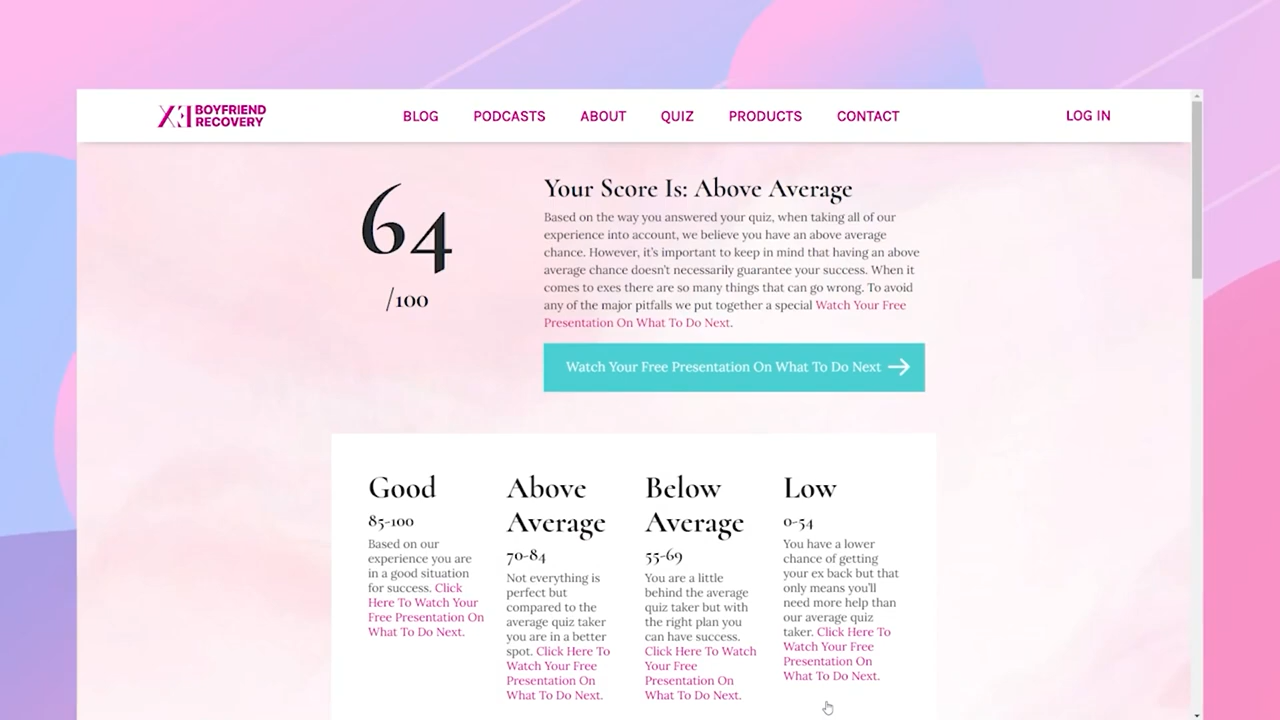 BOYFRIEND
RECOVERY
BLOG PODCASTS ABOUT QUIZ PRODUCTS CONTACT LOG IN
64
/100
Your Score Is: Above Average
Based on the way you answered your quiz, when taking all of our
experience into account, we believe you have an above average
chance. However, it's important to keep in mind that having an above
average chance doesn't necessarily guarantee your success. When it
comes to exes there are so many things that can go wrong. To avoid
any of the major pitfalls we put together a special Watch Your Free
Presentation On What To Do Next.
Watch Your Free Presentation On What To Do Next
Good
85-100
Based on our
experience you are
in a good situation
for success. Click
Here To Watch Your
Free Presentation On
What To Do Next.
Above
Average
70-84
Not everything is
perfect but
compared to the
average quiz taker
you are in a better
spot. Click Here To
Watch Your Free
Presentation On
What To Do Next.
Below
Average
55-69
You are a little
behind the average
quiz taker but with
the right plan you
can have success.
Click Here To Watch
Your Free
Presentation On
What To Do Next.
Low
0-54
You have a lower
chance of getting
your ex back but that
only means you'll
need more help than
our average quiz
taker. Click Here To
Watch Your Free
Presentation On
What To Do Next.